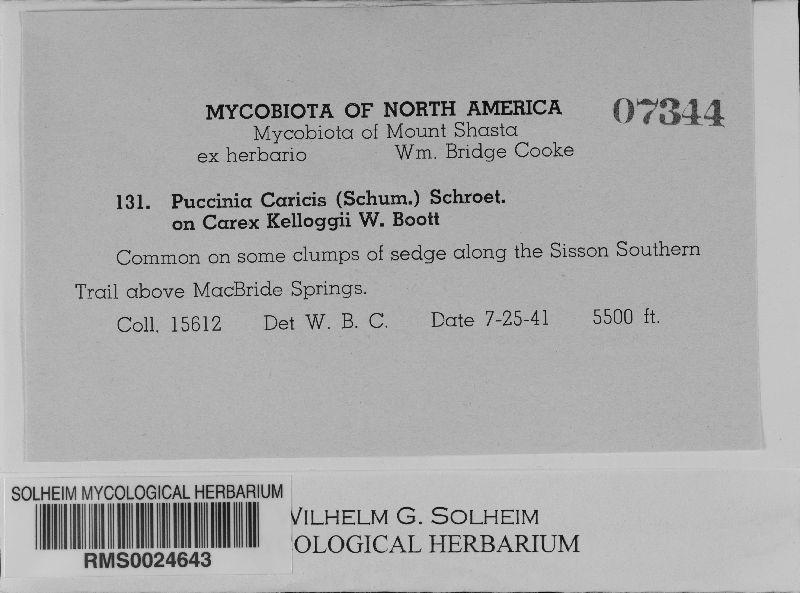 MYCOBIOTA OF NORTH AMERICA 07344
Mycobiota of Mount Shasta
ex herbario Wm. Bridge Cooke
131. Puccinia Caricis (Schum.) Schroet.
on Carex Kelloggii W. Boott
Common on some clumps of sedge along the Sisson Southern
Trail above MacBride Springs.
Coll. 15612 Det W. B. C. Date 7-25-41 5500 ft.
SOLHEIM MYCOLOGICAL HERBARIUM
RMS0024643
VILHELM G. SOLHEIM
OLOGICAL HERBARIUM